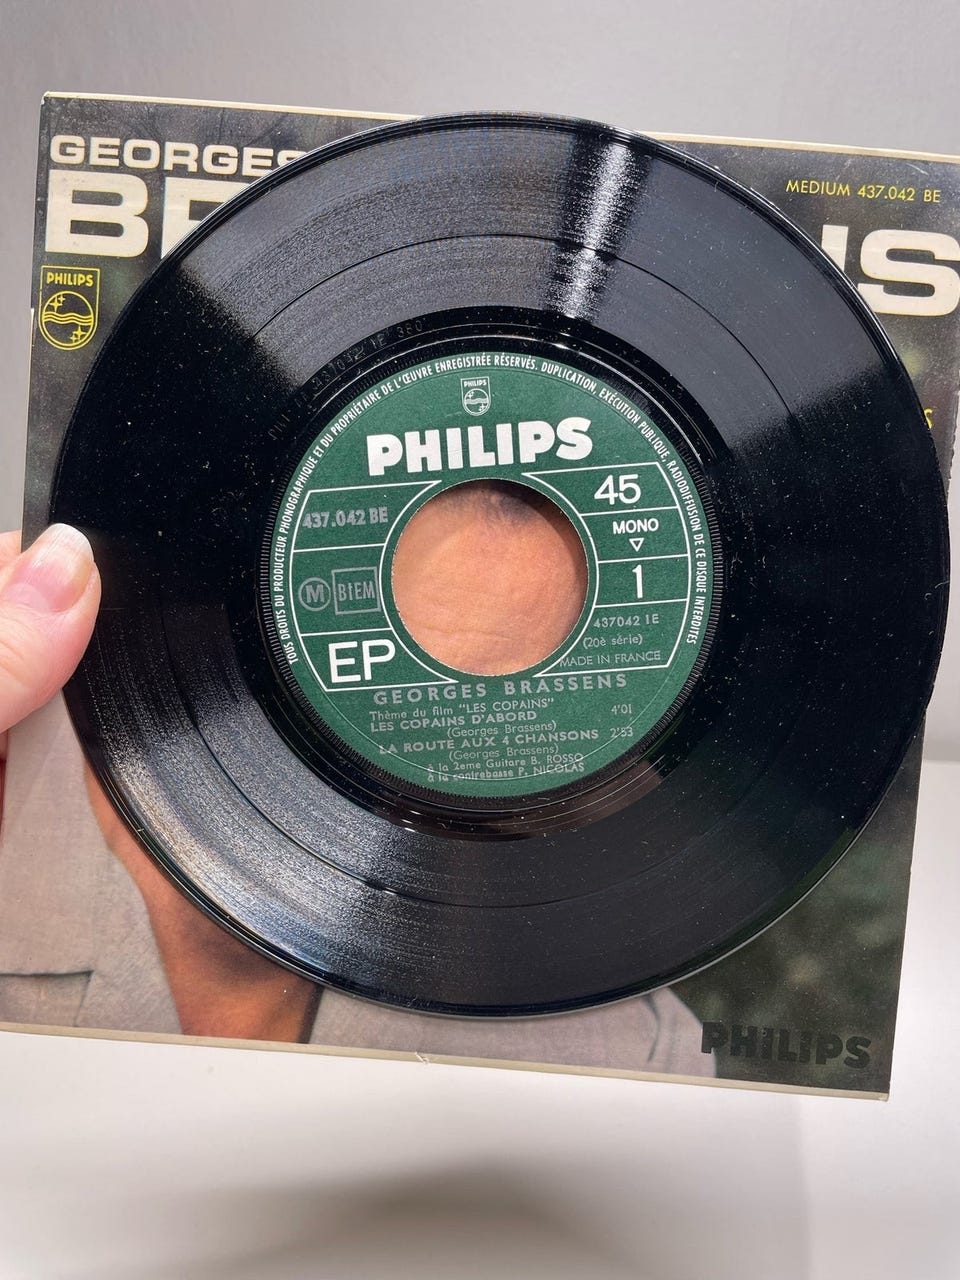 GEORGES
MEDIUM 437.042 BE
PHILIPS
TOUS DROITS DU PRODUCTEUR PHONOGRAPHIQUE ET DU PROPRIÉTAIRE DE L'ŒUVRE ENREGISTRÉE RÉSERVÉS. DUPLICATION, EXÉCUTION PUBLIQUE, RADIODIFFUSION DE CE DISQUE INTERDITES
PHILIPS
PHILIPS
437.042 BE
45
MONO
M
BIEM
1
EP
437042 1E
(20è série)
MADE IN FRANCE
GEORGES BRASSENS
Thème du film "LES COPAINS"
LES COPAINS D'ABORD 4'01
(Georges Brassens)
LA ROUTE AUX 4 CHANSONS 2'53
(Georges Brassens)
à la 2eme Guitare B. ROSSO
à la contrebasse P. NICOLAS
PHILIPS